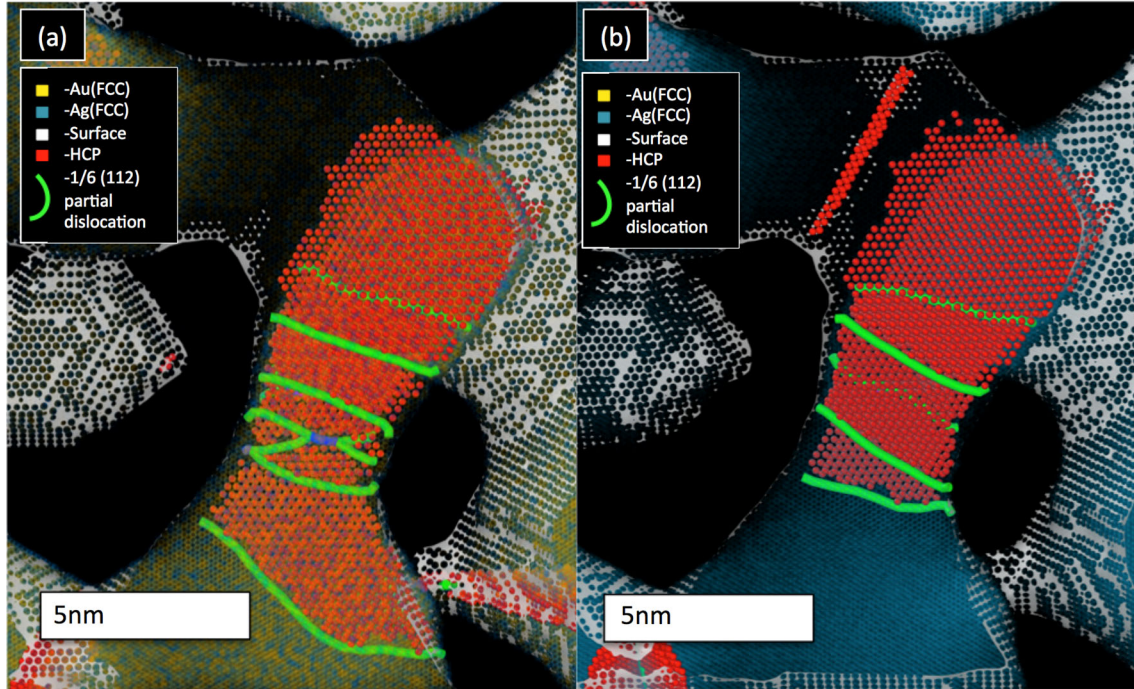 (a)
-Au(FCC)
-Ag(FCC)
-Surface
-HCP
-1/6 (112)
partial
dislocation
5nm
(b)
-Au(FCC)
-Ag(FCC)
-Surface
-HCP
-1/6 (112)
partial
dislocation
5nm